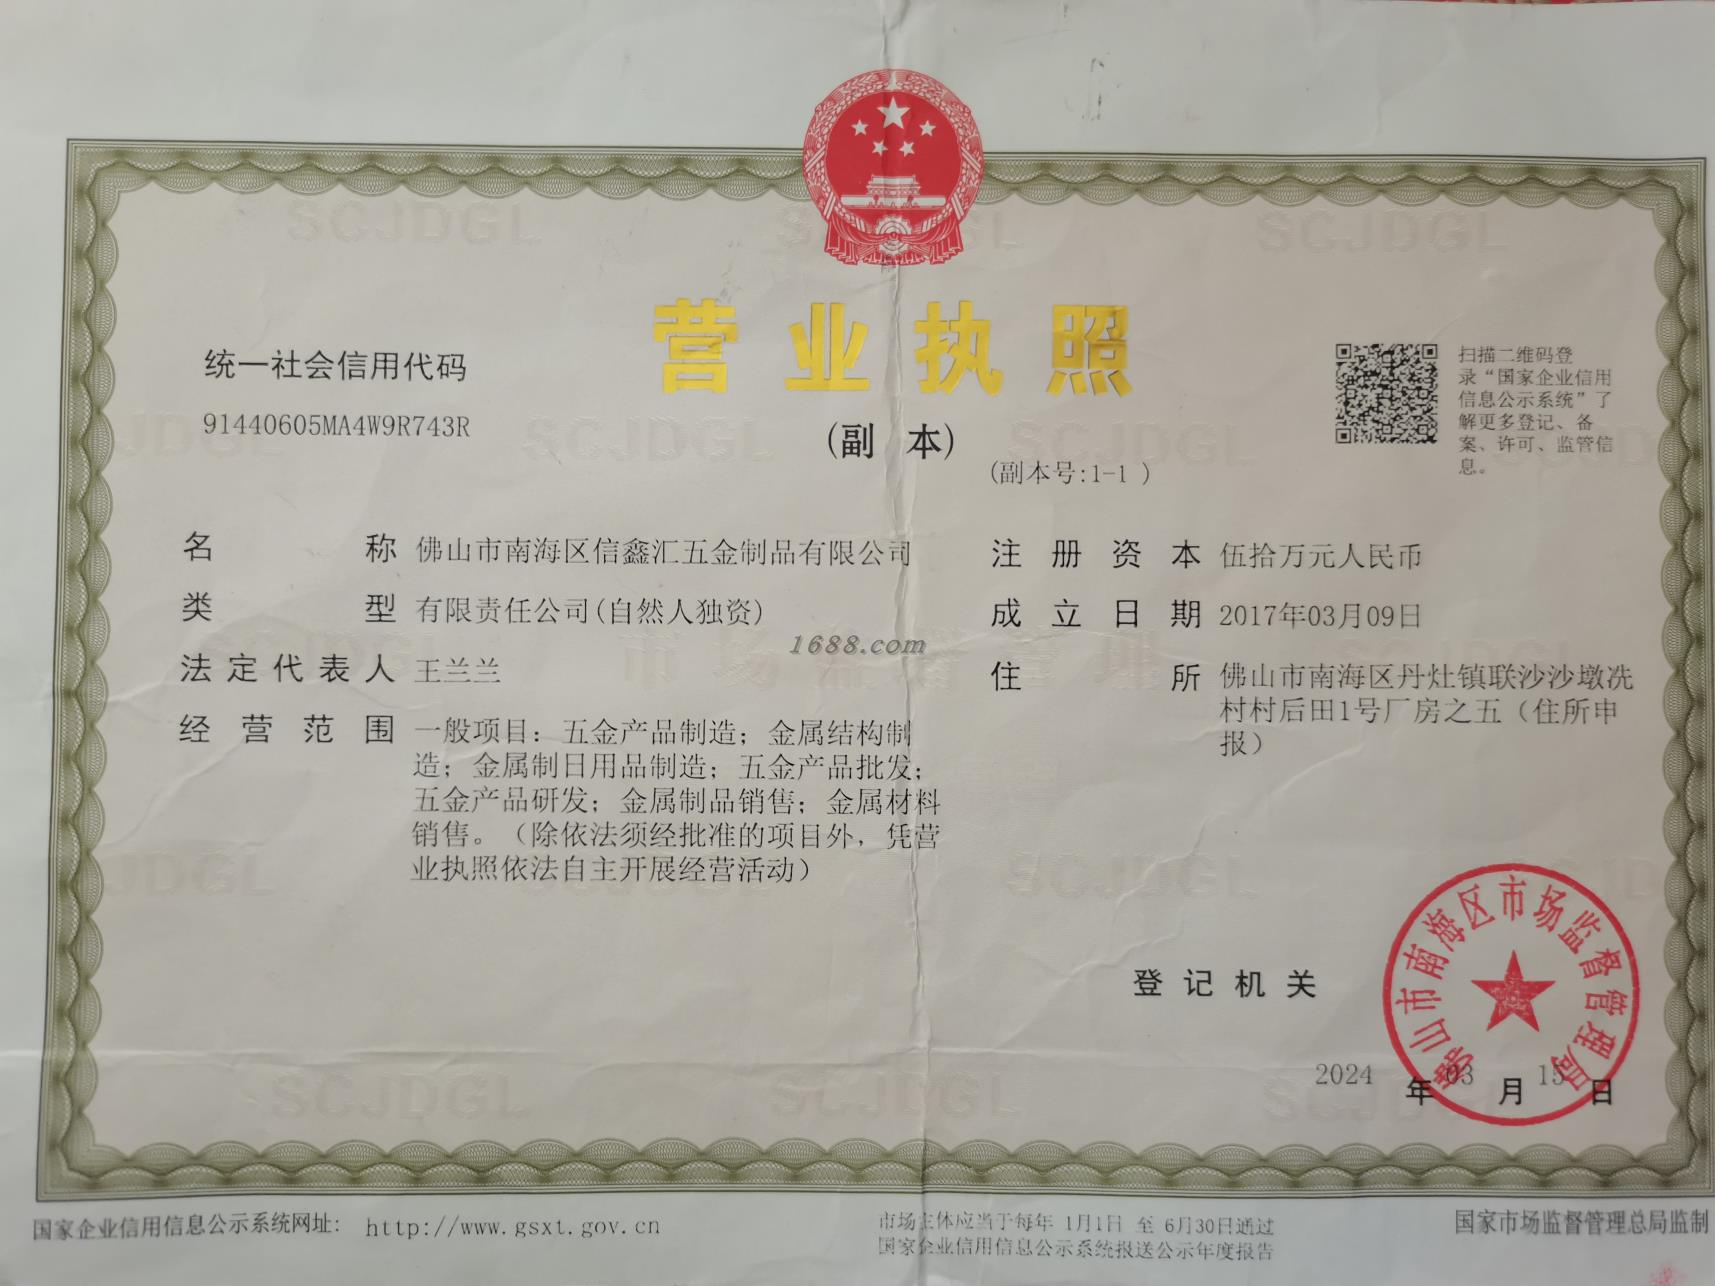 营业执照
统一社会信用代码
91440605MA4W9R743R
(副 本)
(副本号:1-1 )
扫描二维码登
录“国家企业信用
信息公示系统”了
解更多登记、备
案、许可、监管信
息。
名 称 佛山市南海区信鑫汇五金制品有限公司
类 型 有限责任公司(自然人独资)
法定代表人 王兰兰
经营范围 一般项目：五金产品制造；金属结构制
造；金属制日用品制造；五金产品批发；
五金产品研发；金属制品销售；金属材料
销售。（除依法须经批准的项目外，凭营
业执照依法自主开展经营活动）
注册资本 伍拾万元人民币
成立日期 2017年03月09日
住 所 佛山市南海区丹灶镇联沙沙墩冼
村村后田1号厂房之五（住所申
报）
1688.com
登记机关
佛山市南海区市场监督管理局
2024 年 03 月 15 日
国家企业信用信息公示系统网址: http://www.gsxt.gov.cn
市场主体应当于每年 1月1日 至 6月30日通过
国家企业信用信息公示系统报送公示年度报告
国家市场监督管理总局监制
SCJDGL